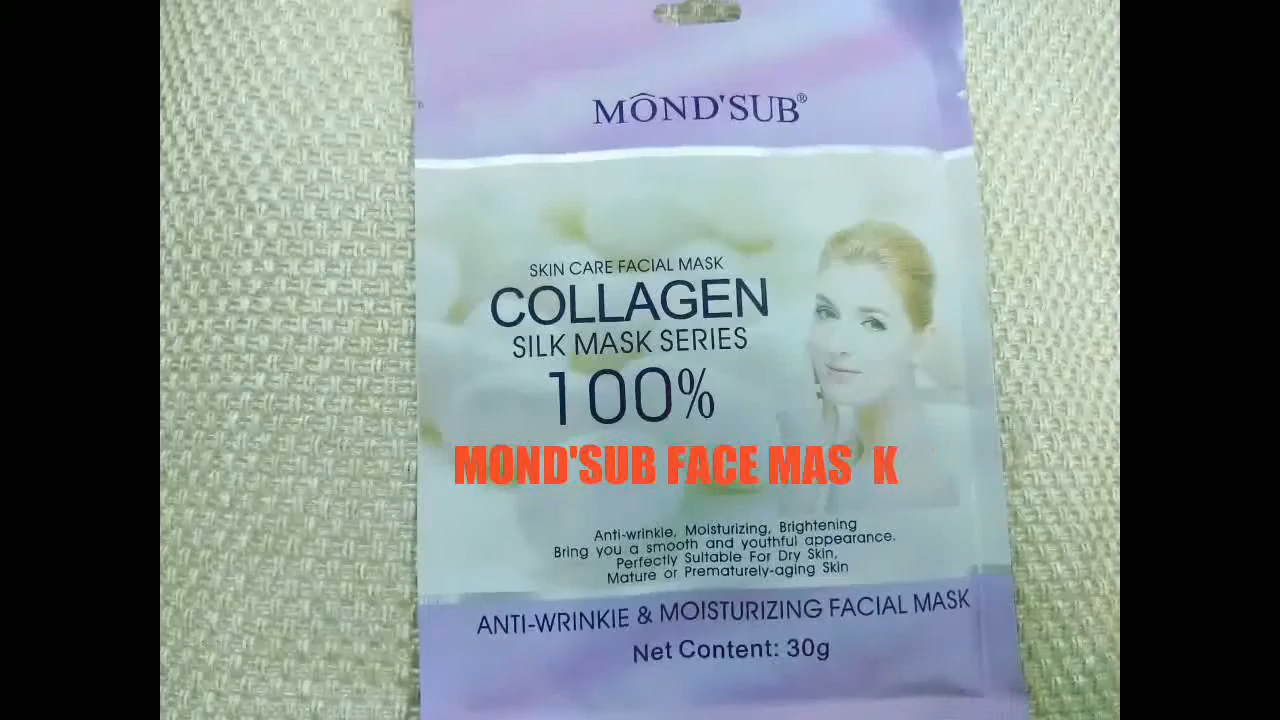 MÔND'SUB®
SKIN CARE FACIAL MASK
COLLAGEN
SILK MASK SERIES
100%
MOND'SUB FACE MAS K
Anti-wrinkle, Moisturizing, Brightening
Bring you a smooth and youthful appearance.
Perfectly Suitable For Dry Skin,
Mature or Prematurely-aging Skin
ANTI-WRINKIE & MOISTURIZING FACIAL MASK
Net Content: 30g